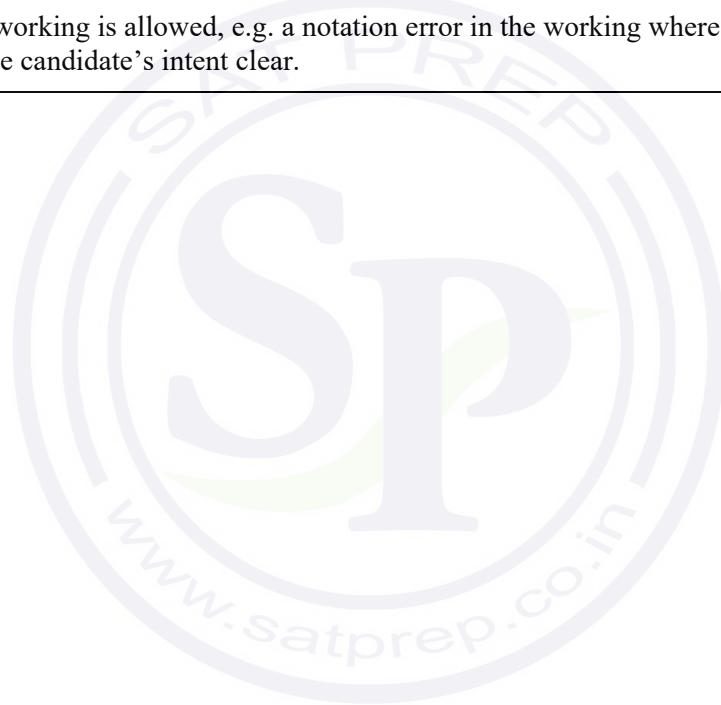 working is allowed, e.g. a notation error in the working where
e candidate's intent clear.
SAT PREP
SP
www.satprep.co.in